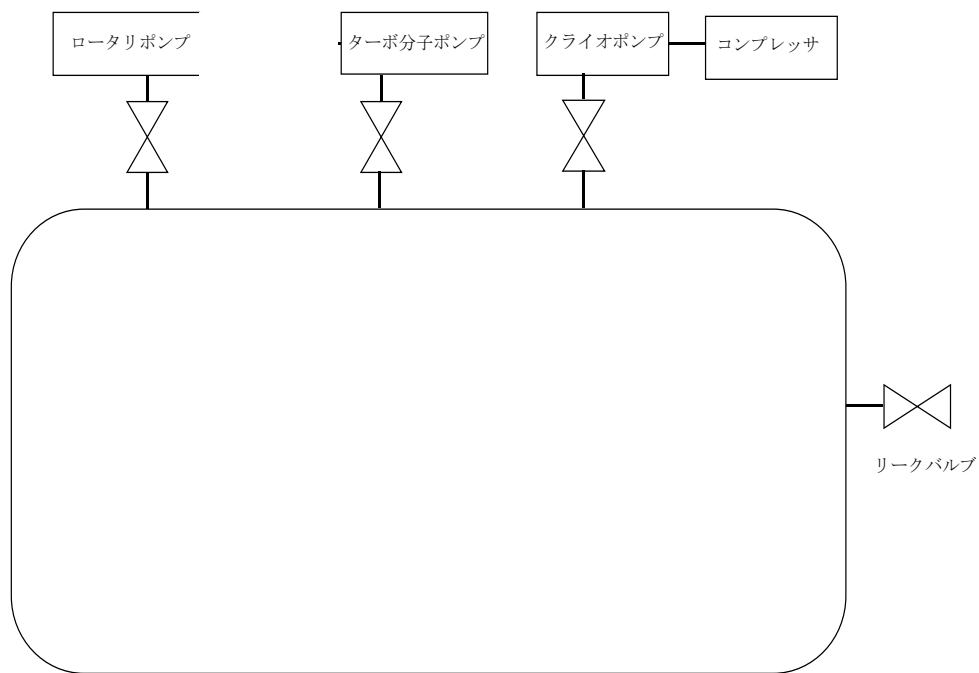 ロータリポンプ
ターボ分子ポンプ
クライオポンプ
コンプレッサ
リークバルブ